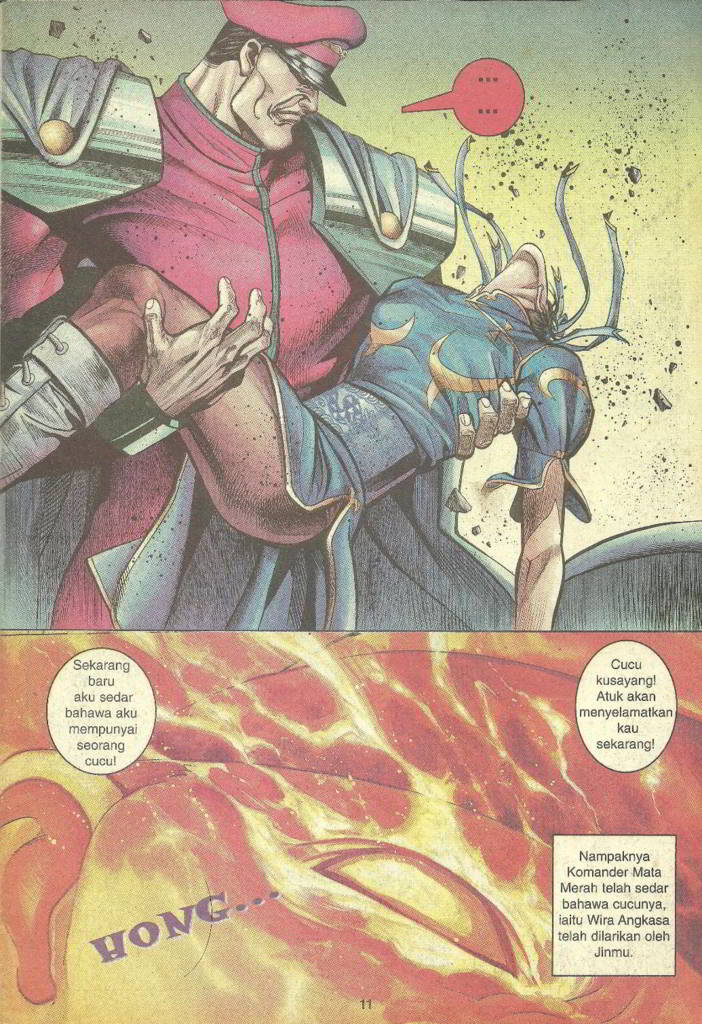 ...
...
Sekarang
baru
aku sedar
bahawa aku
mempunyai
seorang
cucu!
Cucu
kusayang!
Atuk akan
menyelamatkan
kau
sekarang!
HONG...
Nampaknya
Komander Mata
Merah telah sedar
bahawa cucunya,
iaitu Wira Angkasa
telah dilarikan oleh
Jinmu.
11